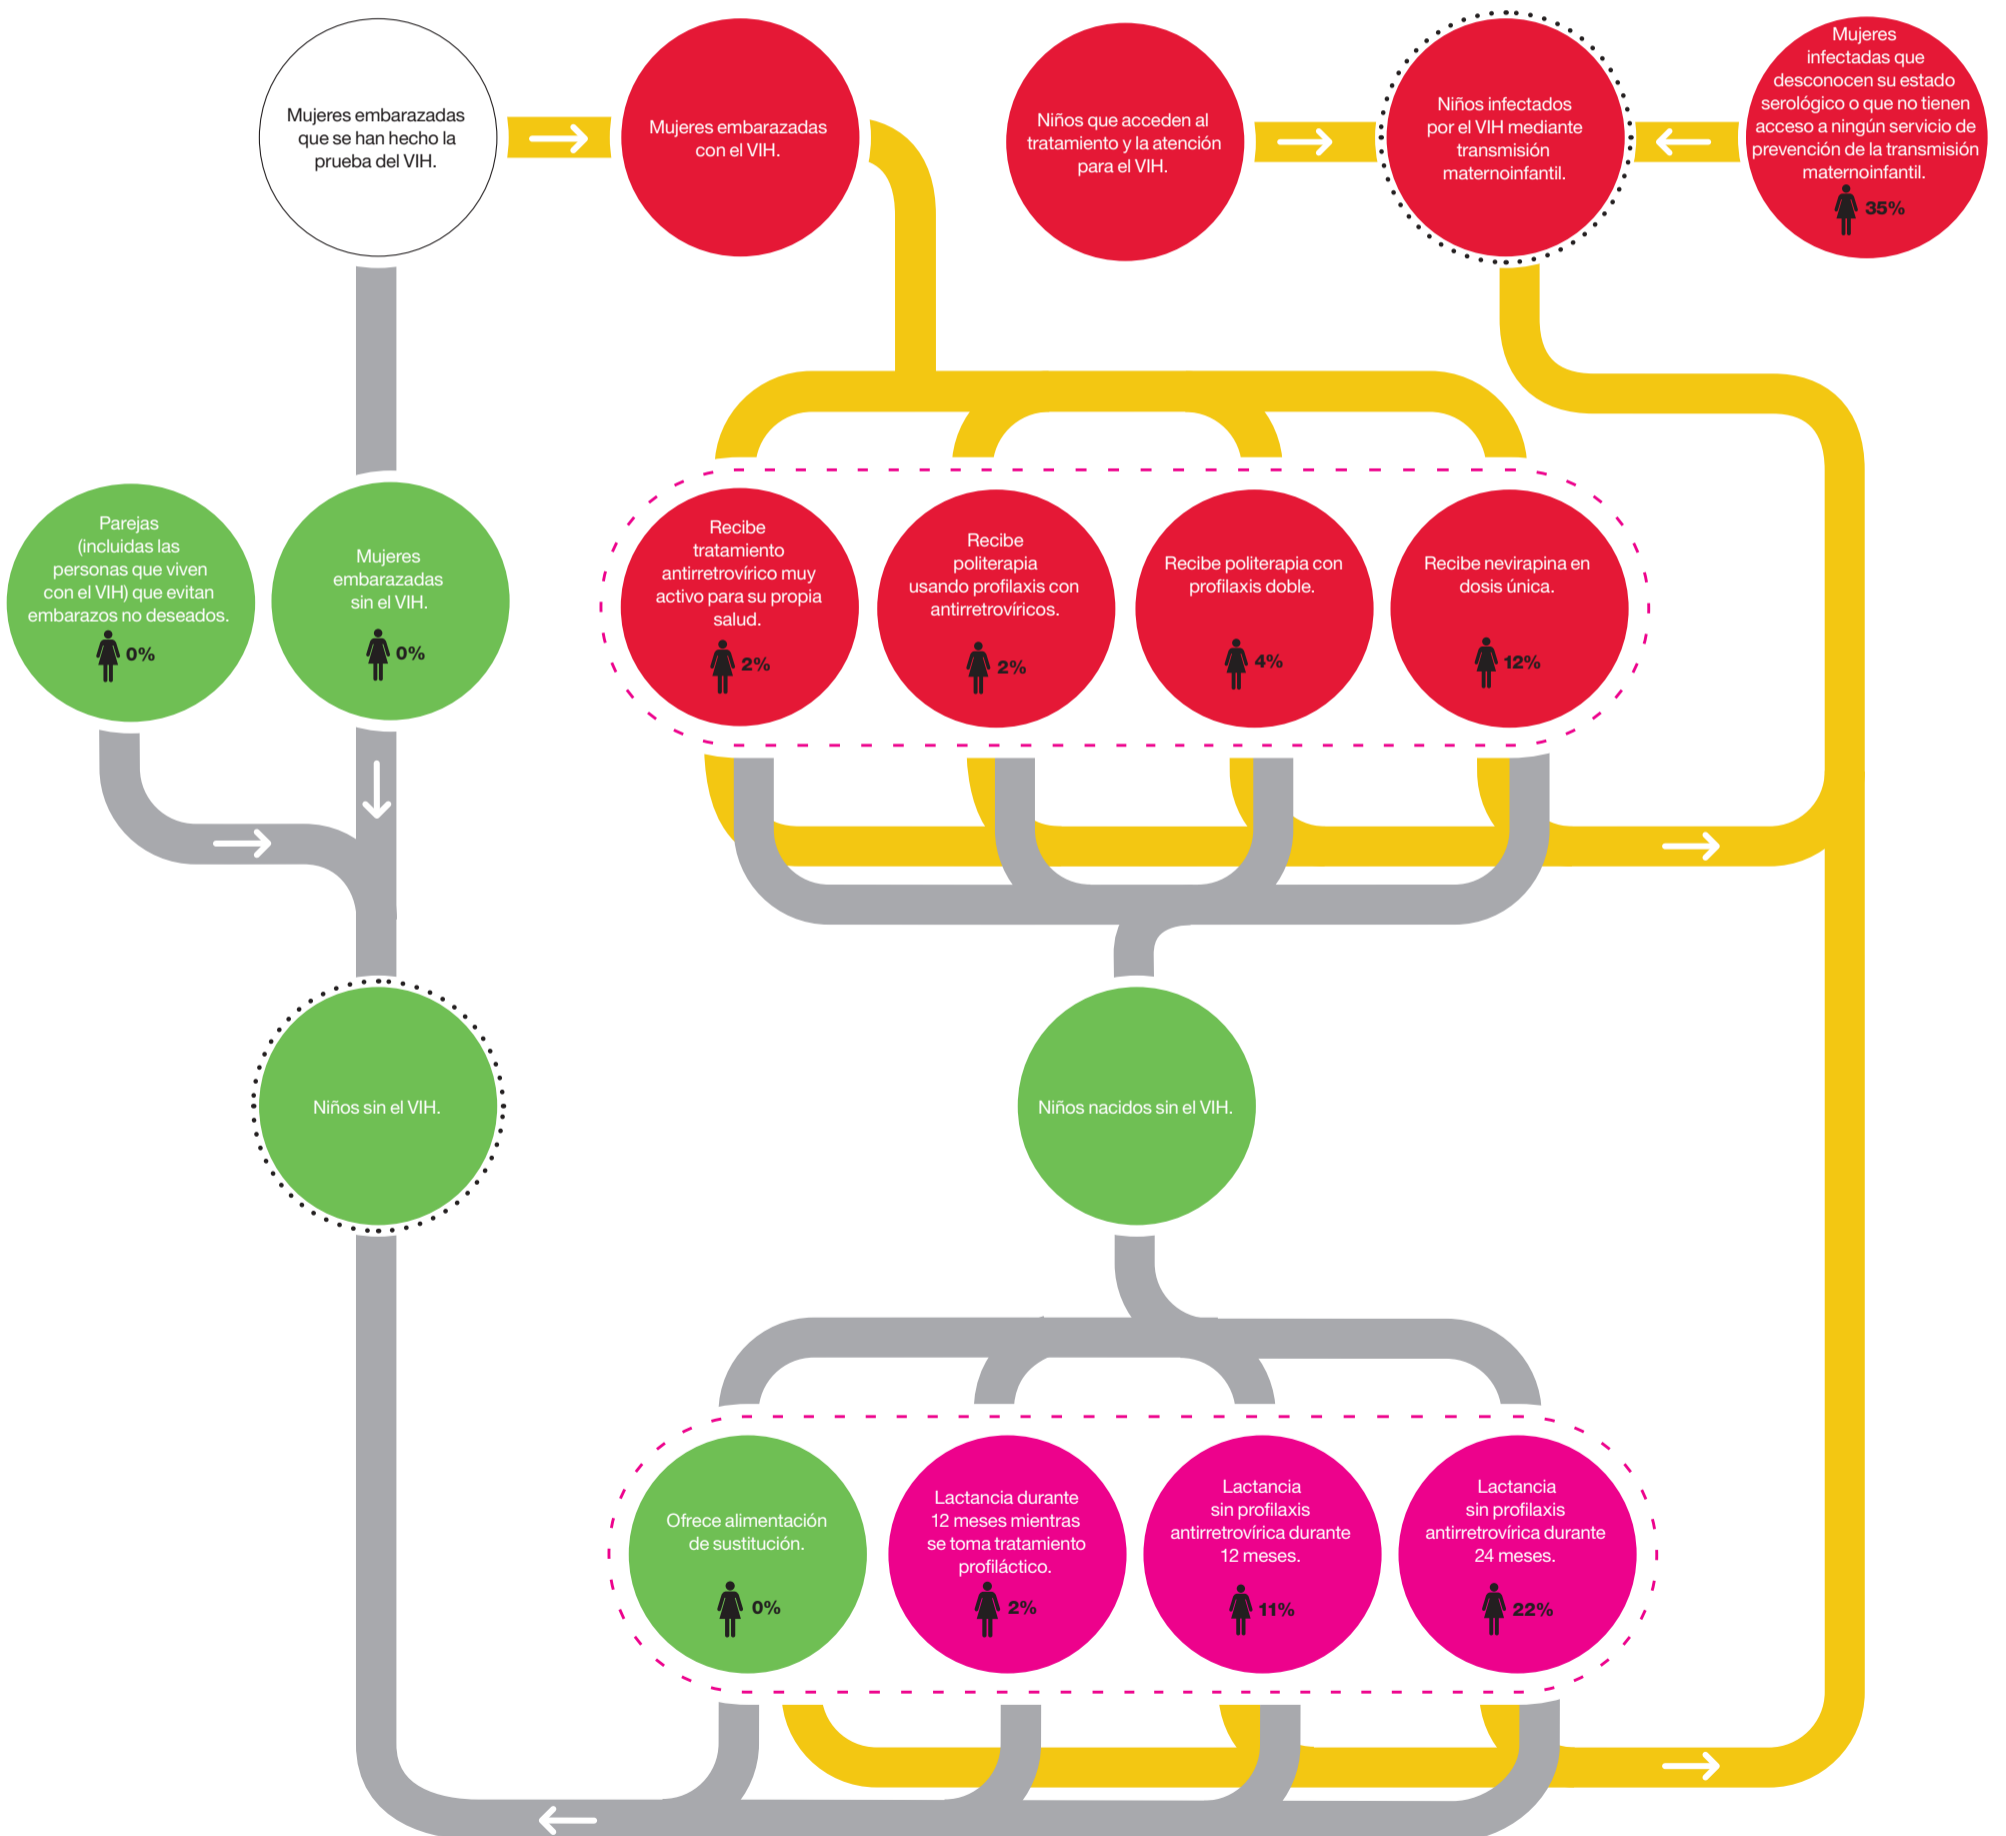 Mujeres embarazadas
que se han hecho la
prueba del VIH.
Mujeres embarazadas
con el VIH.
Niños que acceden al
tratamiento y la atención
para el VIH.
Niños infectados
por el VIH mediante
transmisión
maternoinfantil.
Mujeres
infectadas que
desconocen su estado
serológico o que no tienen
acceso a ningún servicio de
prevención de la transmisión
maternoinfantil.
35%
Parejas
(incluidas las
personas que viven
con el VIH) que evitan
embarazos no deseados.
0%
Mujeres
embarazadas
sin el VIH.
0%
Recibe
tratamiento
antirretrovírico muy
activo para su propia
salud.
2%
Recibe
politerapia
usando profilaxis con
antirretrovíricos.
2%
Recibe politerapia con
profilaxis doble.
4%
Recibe nevirapina en
dosis única.
12%
Niños sin el VIH.
Niños nacidos sin el VIH.
Ofrece alimentación
de sustitución.
0%
Lactancia durante
12 meses mientras
se toma tratamiento
profiláctico.
2%
Lactancia
sin profilaxis
antirretrovírica durante
12 meses.
11%
Lactancia
sin profilaxis
antirretrovírica durante
24 meses.
22%